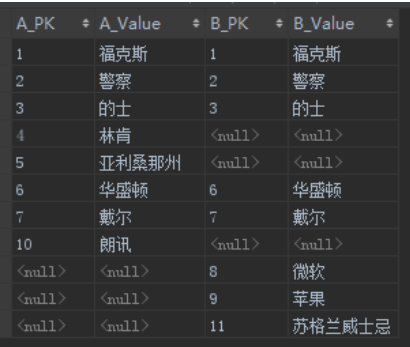 A_PK A_Value B_PK B_Value
1 福克斯 1 福克斯
2 警察 2 警察
3 的士 3 的士
4 林肯 <null> <null>
5 亚利桑那州 <null> <null>
6 华盛顿 6 华盛顿
7 戴尔 7 戴尔
10 朗讯 <null> <null>
<null> <null> 8 微软
<null> <null> 9 苹果
<null> <null> 11 苏格兰威士忌